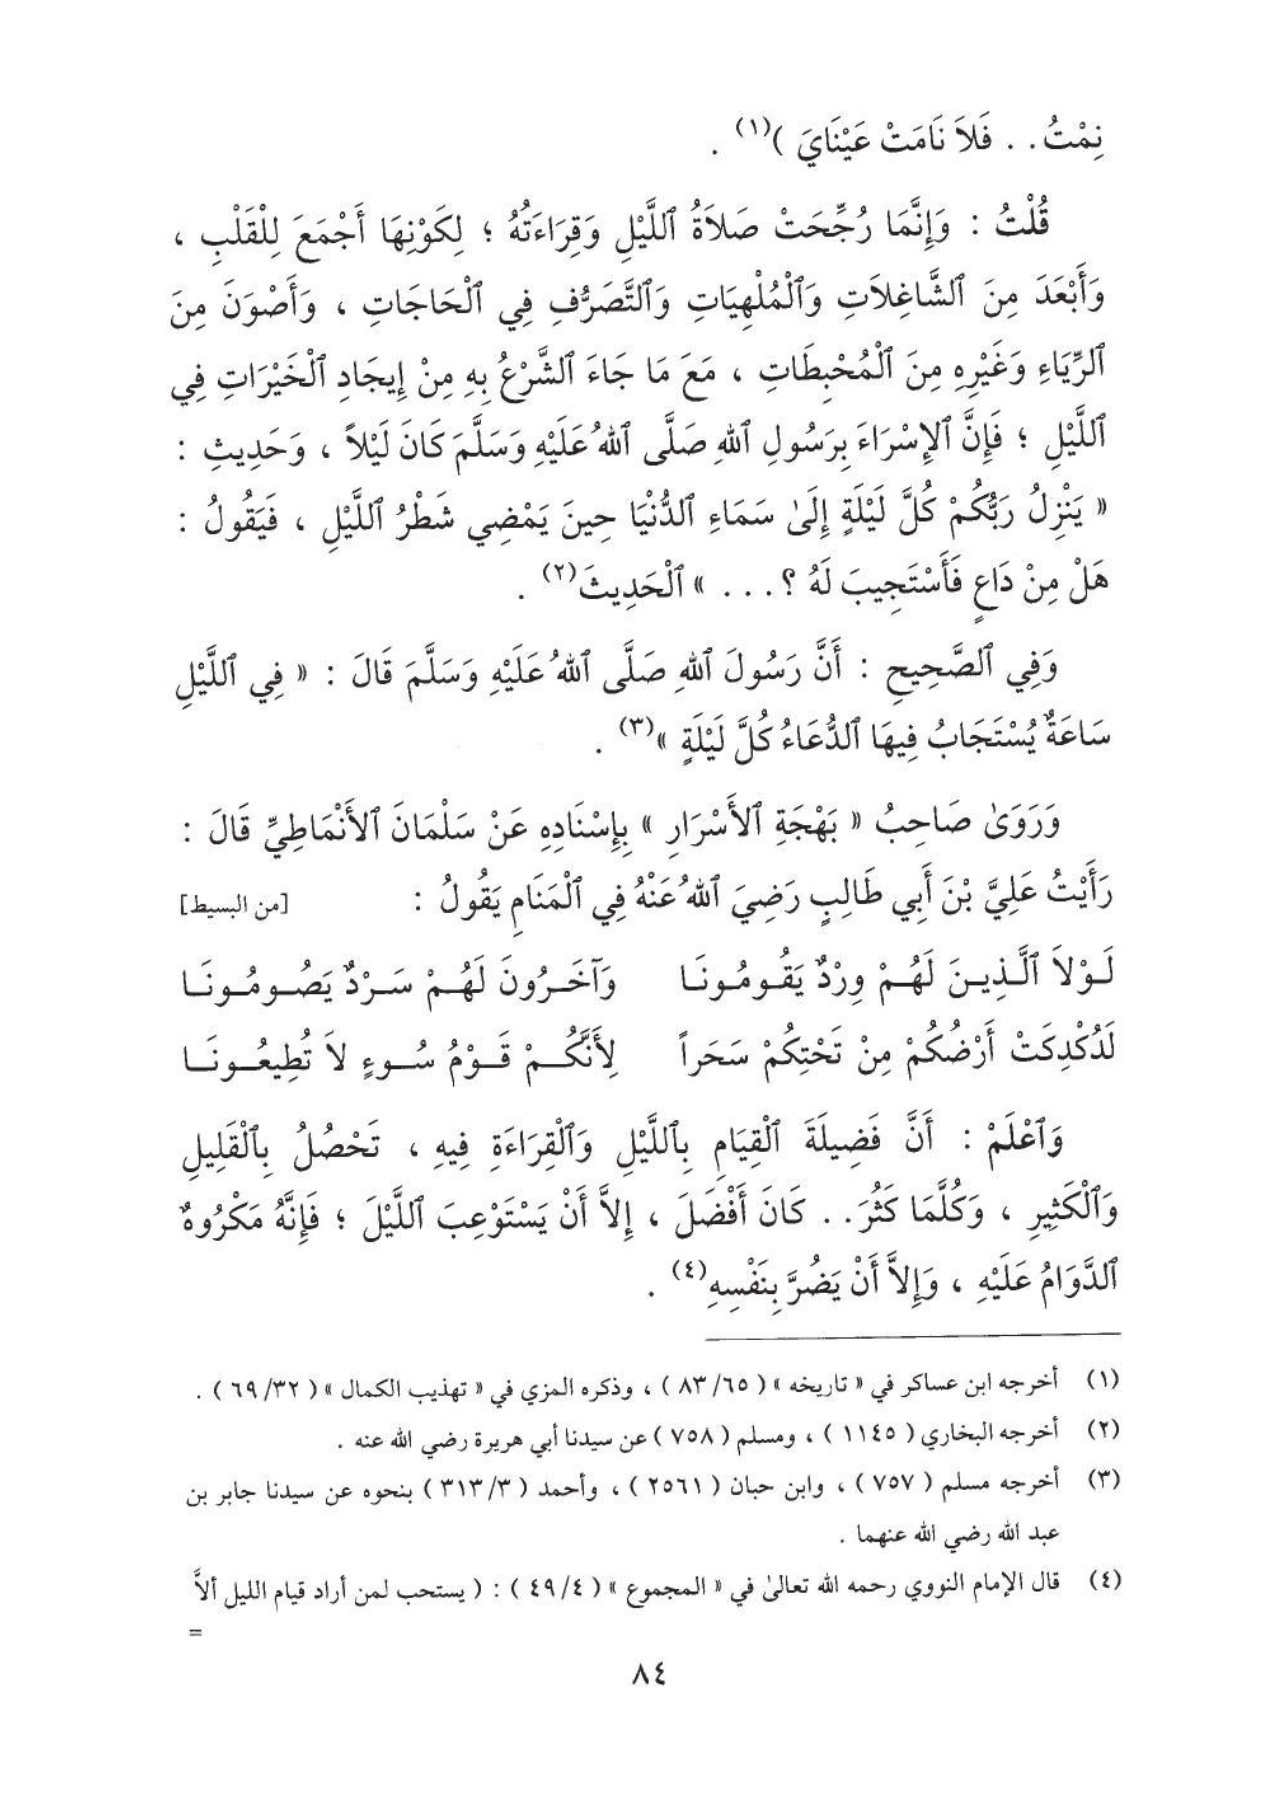 نِمْتُ.. فَلاَ نَامَتْ عَيْنَايَ )(١) .
قُلْتُ : وَإِنَّمَا رُجِّحَتْ صَلاَةُ ٱللَّيْلِ وَقِرَاءَتُهُ ؛ لِكَوْنِهَا أَجْمَعَ لِلْقَلْبِ ،
وَأَبْعَدَ مِنَ ٱلشَّاغِلاَتِ وَٱلْمُلْهِيَاتِ وَٱلتَّصَرُّفِ فِي ٱلْحَاجَاتِ ، وَأَصْوَنَ مِنَ
ٱلرِّيَاءِ وَغَيْرِهِ مِنَ ٱلْمُحْبِطَاتِ ، مَعَ مَا جَاءَ ٱلشَّرْعُ بِهِ مِنْ إِيجَادِ ٱلْخَيْرَاتِ فِي
ٱللَّيْلِ ؛ فَإِنَّ ٱلإِسْرَاءَ بِرَسُولِ ٱللهِ صَلَّى ٱللهُ عَلَيْهِ وَسَلَّمَ كَانَ لَيْلاً ، وَحَدِيثِ :
« يَنْزِلُ رَبُّكُمْ كُلَّ لَيْلَةٍ إِلَىٰ سَمَاءِ ٱلدُّنْيَا حِينَ يَمْضِي شَطْرُ ٱللَّيْلِ ، فَيَقُولُ :
هَلْ مِنْ دَاعٍ فَأَسْتَجِيبَ لَهُ ؟... » ٱلْحَدِيثَ(٢) .
وَفِي ٱلصَّحِيحِ : أَنَّ رَسُولَ ٱللهِ صَلَّى ٱللهُ عَلَيْهِ وَسَلَّمَ قَالَ : « فِي ٱللَّيْلِ
سَاعَةٌ يُسْتَجَابُ فِيهَا ٱلدُّعَاءُ كُلَّ لَيْلَةٍ »(٣) .
وَرَوَىٰ صَاحِبُ « بَهْجَةِ ٱلأَسْرَارِ » بِإِسْنَادِهِ عَنْ سَلْمَانَ ٱلأَنْمَاطِيِّ قَالَ :
رَأَيْتُ عَلِيَّ بْنَ أَبِي طَالِبٍ رَضِيَ ٱللهُ عَنْهُ فِي ٱلْمَنَامِ يَقُولُ : [من البسيط]
لَوْلاَ ٱلَّذِينَ لَهُمْ وِرْدٌ يَقُومُونَا وَآخَرُونَ لَهُمْ سَرْدٌ يَصُومُونَا
لَدُكْدِكَتْ أَرْضُكُمْ مِنْ تَحْتِكُمْ سَحَراً لِأَنَّكُمْ قَوْمُ سُوءٍ لاَ تُطِيعُونَا
وَٱعْلَمْ : أَنَّ فَضِيلَةَ ٱلْقِيَامِ بِٱللَّيْلِ وَٱلْقِرَاءَةِ فِيهِ ، تَحْصُلُ بِٱلْقَلِيلِ
وَٱلْكَثِيرِ ، وَكُلَّمَا كَثُرَ.. كَانَ أَفْضَلَ ، إِلاَّ أَنْ يَسْتَوْعِبَ ٱللَّيْلَ ؛ فَإِنَّهُ مَكْرُوهٌ
ٱلدَّوَامُ عَلَيْهِ ، وَإِلاَّ أَنْ يَضُرَّ بِنَفْسِهِ(٤) .
(١) أخرجه ابن عساكر في « تاريخه » ( ٨٣/٦٥ ) ، وذكره المزي في « تهذيب الكمال » ( ٦٩/٣٢ ) .
(٢) أخرجه البخاري ( ١١٤٥ ) ، ومسلم ( ٧٥٨ ) عن سيدنا أبي هريرة رضي الله عنه .
(٣) أخرجه مسلم ( ٧٥٧ ) ، وابن حبان ( ٢٥٦١ ) ، وأحمد ( ٣١٣/٣ ) بنحوه عن سيدنا جابر بن
عبد الله رضي الله عنهما .
(٤) قال الإمام النووي رحمه الله تعالىٰ في « المجموع » ( ٤٩/٤ ) : ( يستحب لمن أراد قيام الليل ألاَّ
=
٨٤